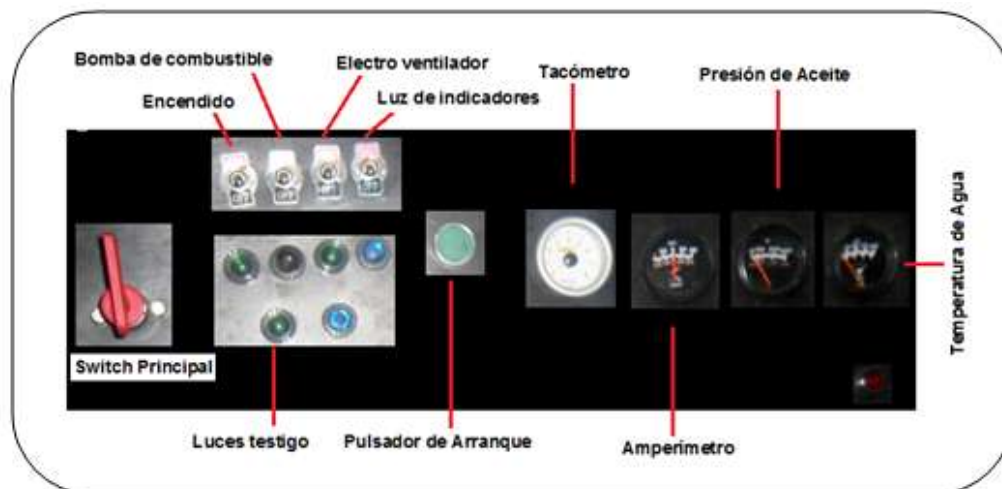 Bomba de combustible
Electro ventilador
Tacómetro
Presión de Aceite
Encendido
Luz de indicadores
Temperatura de Agua
Switch Principal
Luces testigo
Pulsador de Arranque
Amperímetro